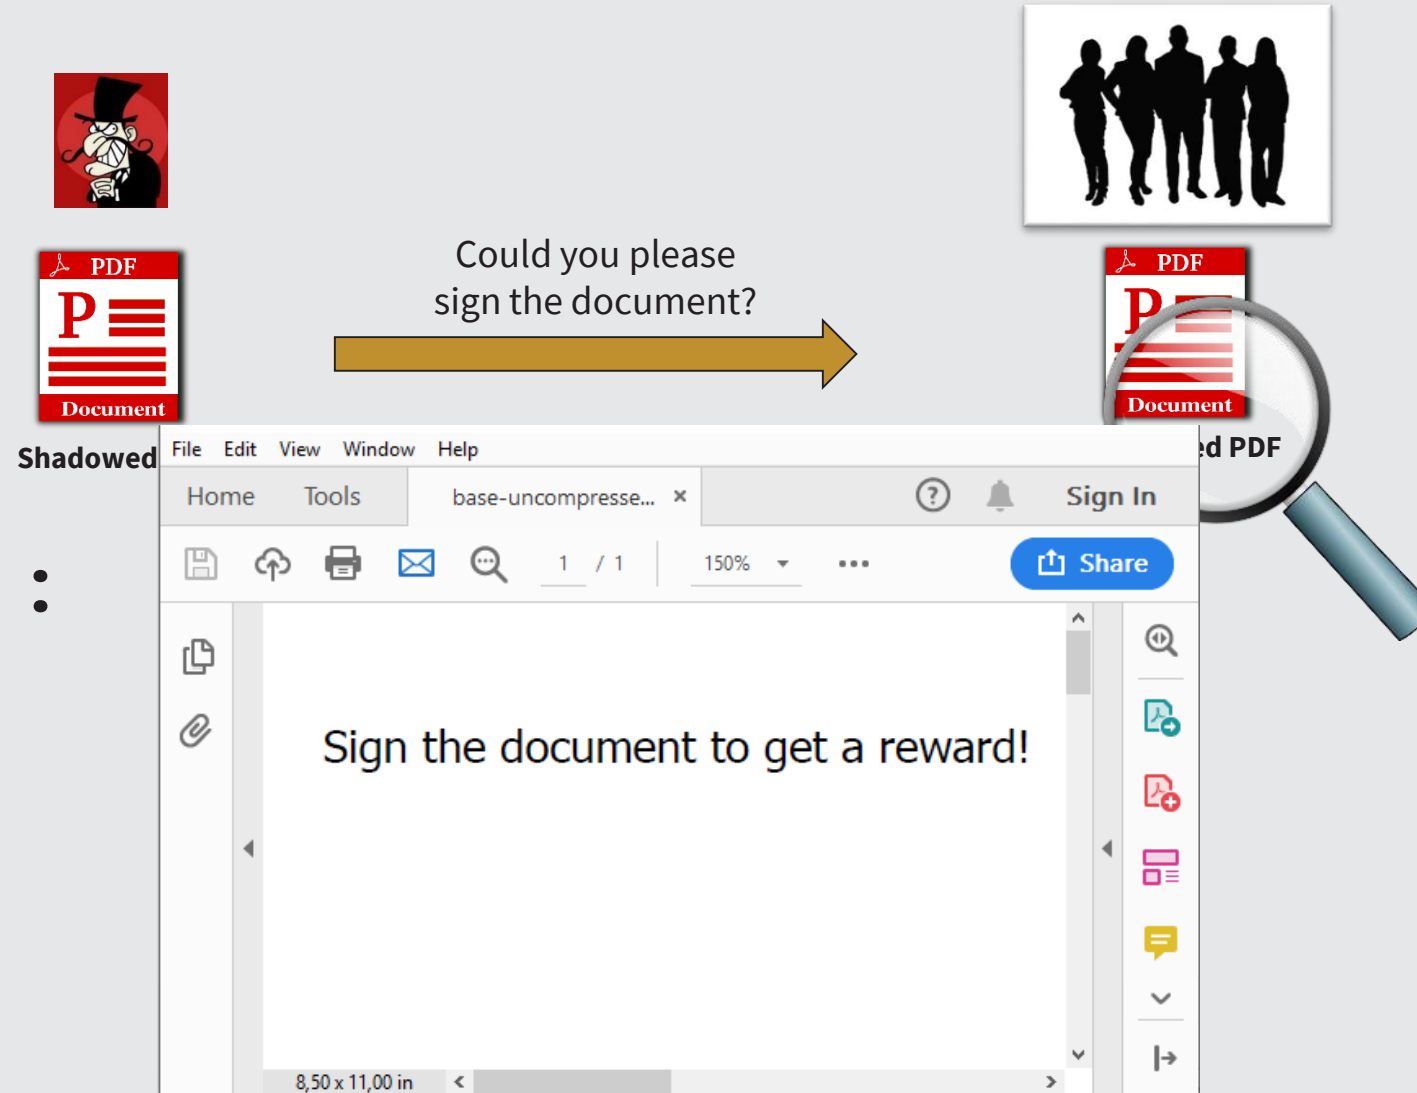 Could you please
sign the document?
PDF
P
Document
PDF
P
Document
Shadowed
ed PDF
File Edit View Window Help
Home Tools base-uncompresse... × Sign In
1 / 1 150% Share
Sign the document to get a reward!
8,50 x 11,00 in